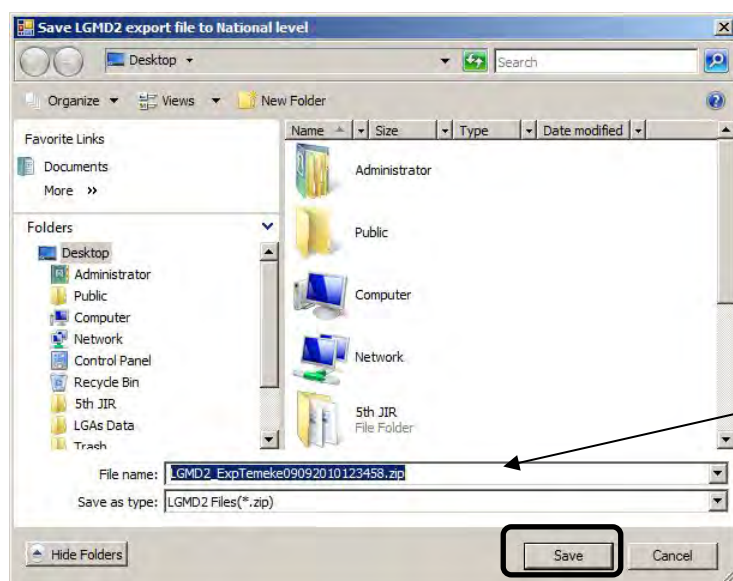 Save LGMD2 export file to National level
Desktop
Search
Organize Views New Folder
Favorite Links
Documents
More »
Folders
Desktop
Administrator
Public
Computer
Network
Control Panel
Recycle Bin
5th JIR
LGAs Data
Trash
Name Size Type Date modified
Administrator
Public
Computer
Network
5th JIR
File Folder
File name: LGMD2_ExpTemeke09092010123458.zip
Save as type: LGMD2 Files(*.zip)
Hide Folders Save Cancel